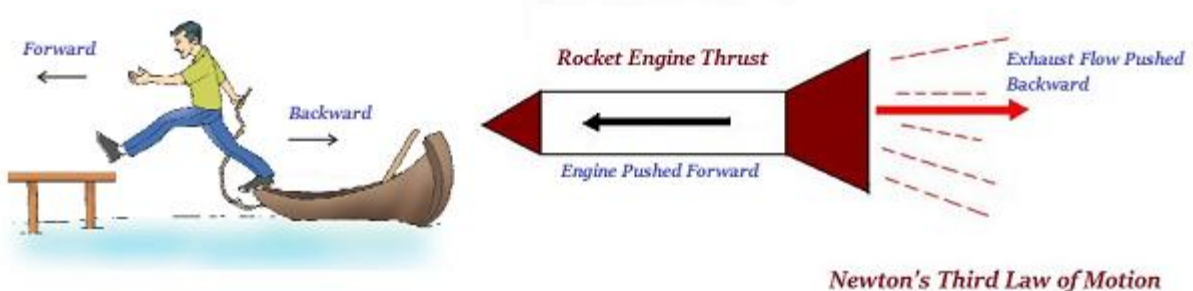 Forward
Backward
Rocket Engine Thrust
Engine Pushed Forward
Exhaust Flow Pushed
Backward
Newton's Third Law of Motion